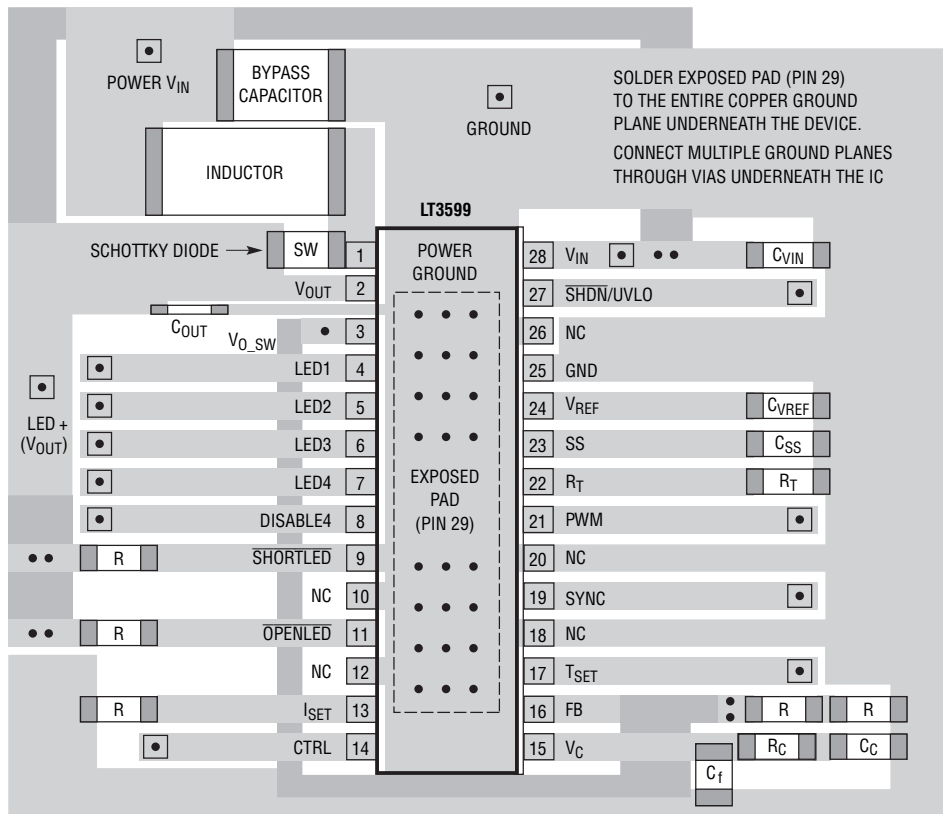 POWER VIN
BYPASS
CAPACITOR
GROUND
SOLDER EXPOSED PAD (PIN 29)
TO THE ENTIRE COPPER GROUND
PLANE UNDERNEATH THE DEVICE.
CONNECT MULTIPLE GROUND PLANES
THROUGH VIAS UNDERNEATH THE IC
INDUCTOR
LT3599
SCHOTTKY DIODE
SW
1
POWER
GROUND
28 VIN
CVIN
VOUT 2
27 SHDN/UVLO
COUT
VO_SW
3
26 NC
LED1 4
25 GND
LED +
(VOUT)
LED2 5
24 VREF
CVREF
LED3 6
23 SS
CSS
LED4 7
EXPOSED
PAD
(PIN 29)
22 RT
RT
DISABLE4 8
21 PWM
R
SHORTLED 9
20 NC
NC 10
19 SYNC
R
OPENLED 11
18 NC
NC 12
17 TSET
R
ISET 13
16 FB
R
R
CTRL 14
15 VC
RC
CC
Cf